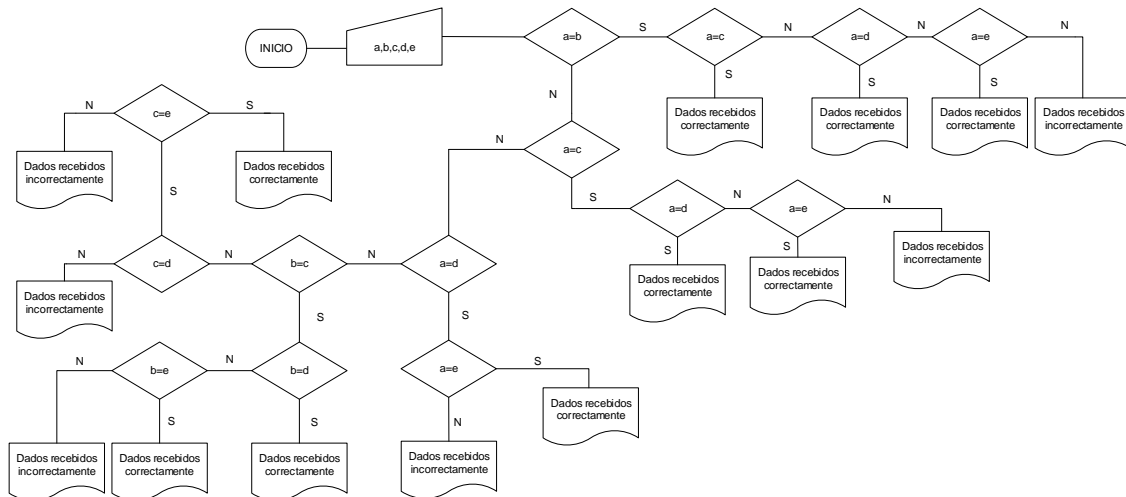 INICIO
a,b,c,d,e
a=b
S
a=c
N
a=d
N
a=e
N
S
S
S
Dados recebidos
correctamente
Dados recebidos
correctamente
Dados recebidos
correctamente
Dados recebidos
incorrectamente
N
N
c=e
S
Dados recebidos
incorrectamente
Dados recebidos
correctamente
N
a=c
S
S
a=d
N
a=e
N
S
S
Dados recebidos
correctamente
Dados recebidos
correctamente
Dados recebidos
incorrectamente
N
c=d
N
b=c
N
a=d
Dados recebidos
incorrectamente
S
S
N
b=e
N
b=d
a=e
S
S
S
N
Dados recebidos
correctamente
Dados recebidos
incorrectamente
Dados recebidos
correctamente
Dados recebidos
correctamente
Dados recebidos
incorrectamente